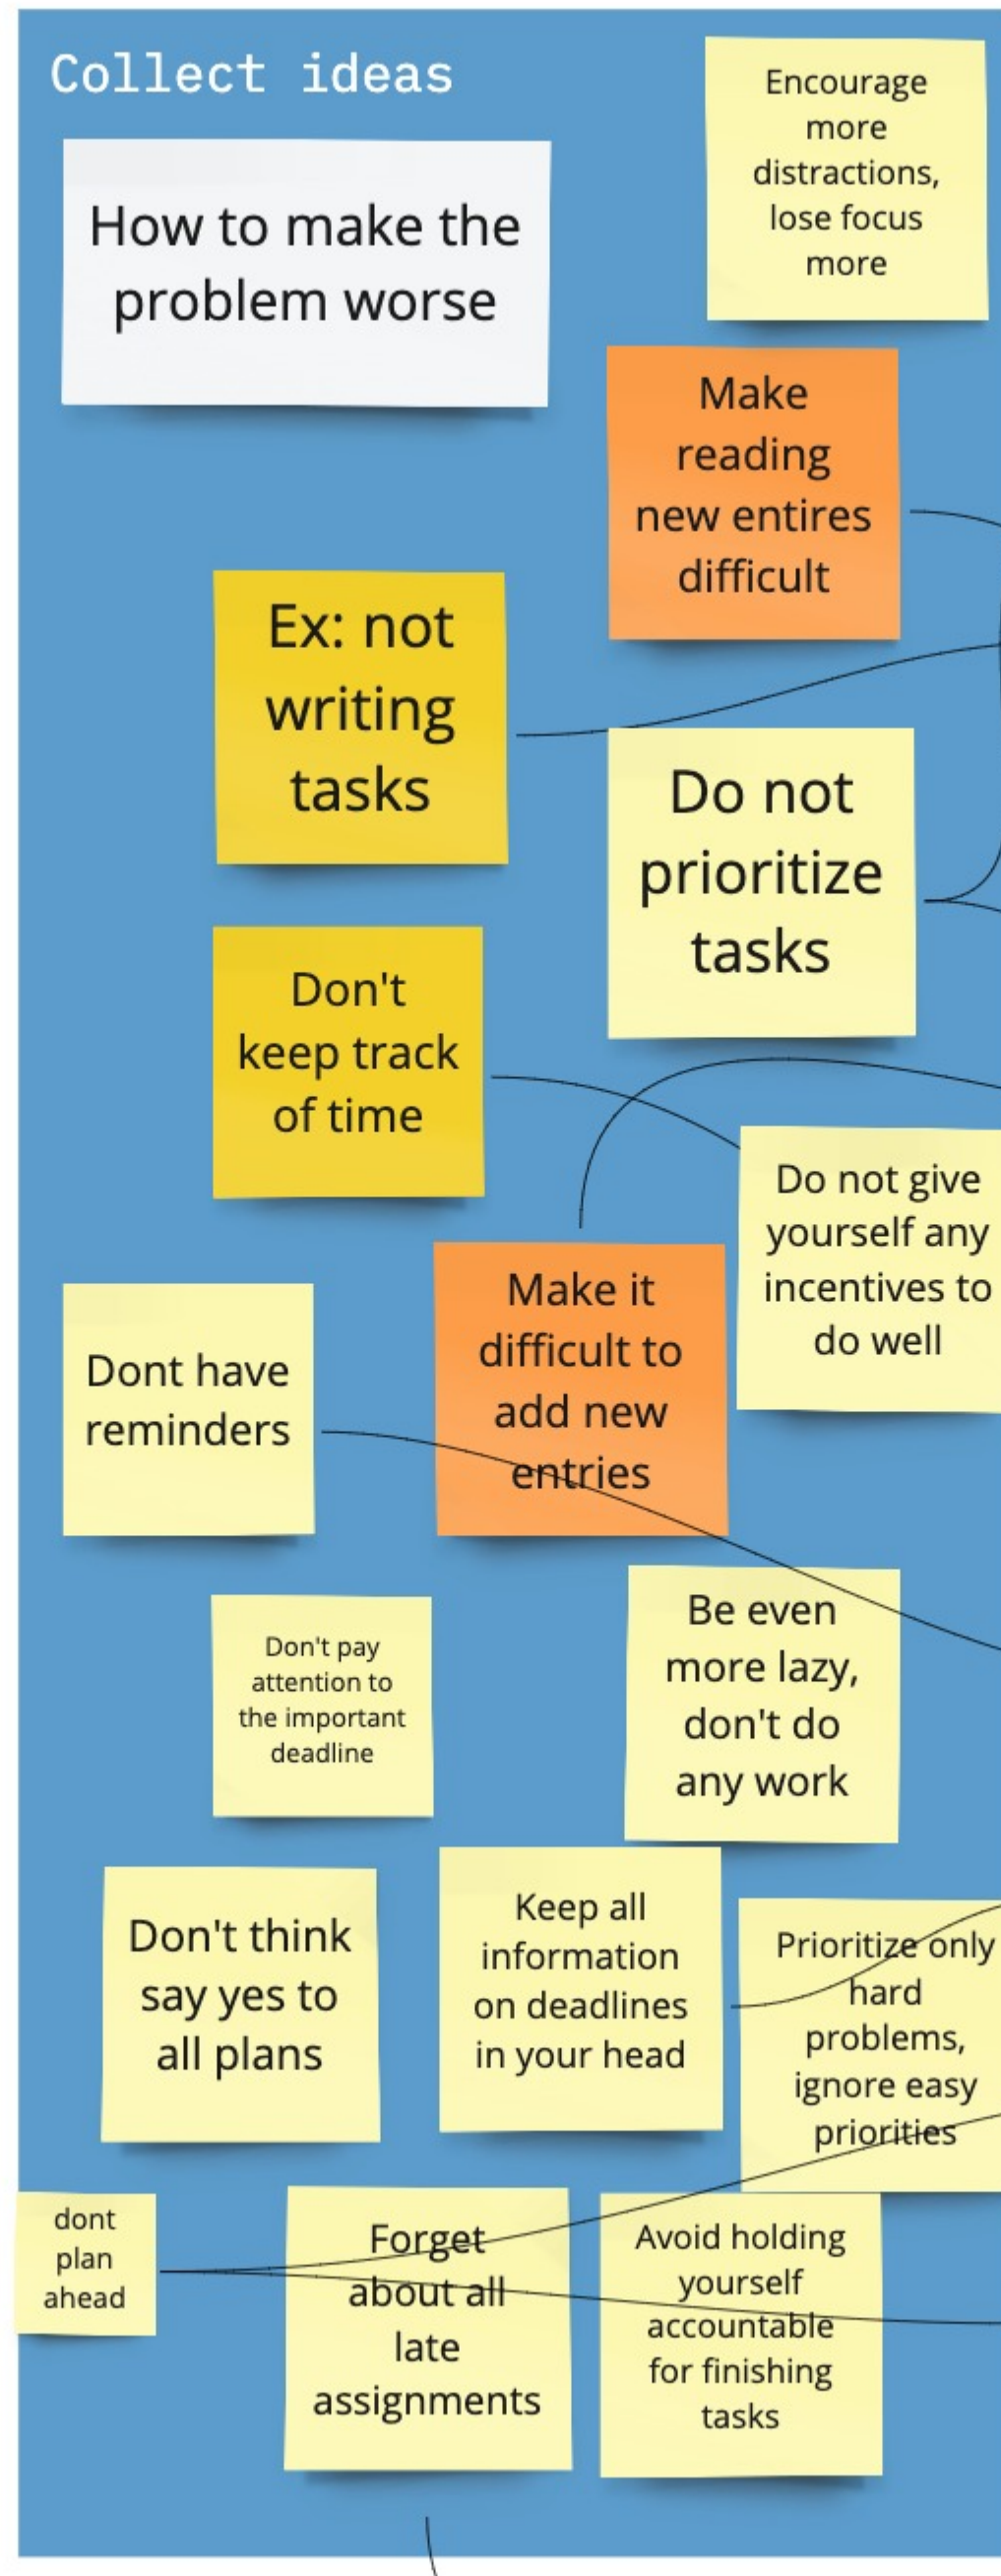 Collect ideas
How to make the
problem worse
Encourage
more
distractions,
lose focus
more
Make
reading
new entires
difficult
Ex: not
writing
tasks
Do not
prioritize
tasks
Don't
keep track
of time
Do not give
yourself any
incentives to
do well
Make it
difficult to
add new
entries
Dont have
reminders
Be even
more lazy,
don't do
any work
Don't pay
attention to
the important
deadline
Don't think
say yes to
all plans
Keep all
information
on deadlines
in your head
Prioritize only
hard
problems,
ignore easy
priorities
dont
plan
ahead
Forget
about all
late
assignments
Avoid holding
yourself
accountable
for finishing
tasks